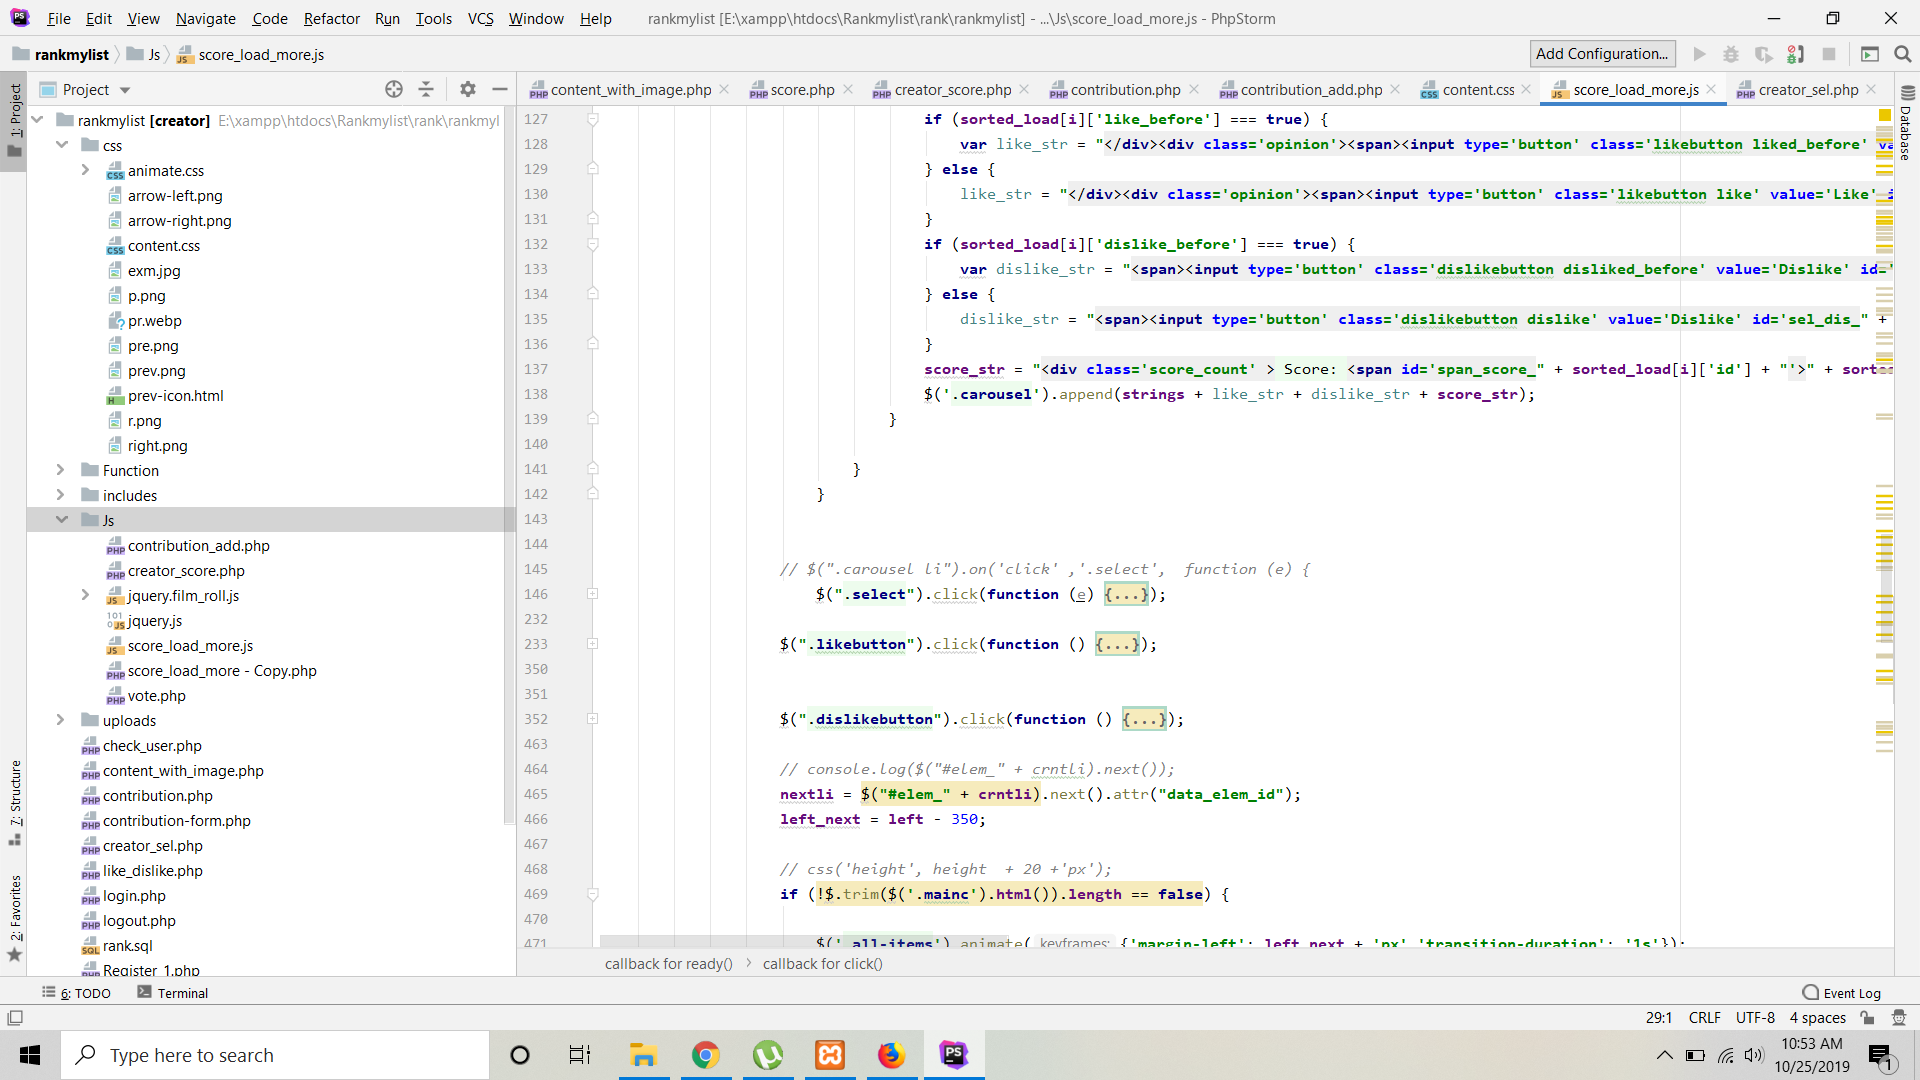 File Edit View Navigate Code Refactor Run Tools VCS Window Help rankmylist [E:\xampp\htdocs\Rankmylist\rank\rankmylist] - ...\Js\score_load_more.js - PhpStorm
rankmylist Js score_load_more.js Add Configuration...
Project
content_with_image.php score.php creator_score.php contribution.php contribution_add.php content.css score_load_more.js creator_sel.php
1: Project
7: Structure
2: Favorites
Database
rankmylist [creator] E:\xampp\htdocs\Rankmylist\rank\rankmyl
css
animate.css
arrow-left.png
arrow-right.png
content.css
exm.jpg
p.png
pr.webp
pre.png
prev.png
prev-icon.html
r.png
right.png
Function
includes
Js
contribution_add.php
creator_score.php
jquery.film_roll.js
jquery.js
score_load_more.js
score_load_more - Copy.php
vote.php
uploads
check_user.php
content_with_image.php
contribution.php
contribution-form.php
creator_sel.php
like_dislike.php
login.php
logout.php
rank.sql
Register_1.php
127 if (sorted_load[i]['like_before'] === true) {
128 var like_str = "</div><div class='opinion'><span><input type='button' class='likebutton liked_before' va
129 } else {
130 like_str = "</div><div class='opinion'><span><input type='button' class='likebutton like' value='Like' i
131 }
132 if (sorted_load[i]['dislike_before'] === true) {
133 var dislike_str = "<span><input type='button' class='dislikebutton disliked_before' value='Dislike' id='
134 } else {
135 dislike_str = "<span><input type='button' class='dislikebutton dislike' value='Dislike' id='sel_dis_" +
136 }
137 score_str = "<div class='score_count' > Score: <span id='span_score_" + sorted_load[i]['id'] + "'>" + sorte
138 $('.carousel').append(strings + like_str + dislike_str + score_str);
139 }
140
141 }
142 }
143
144
145 // $(".carousel li").on('click' ,'.select',  function (e) {
146 $(".select").click(function (e) {...});
232
233 $(".likebutton").click(function () {...});
350
351
352 $(".dislikebutton").click(function () {...});
463
464 // console.log($("#elem_" + crntli).next());
465 nextli = $("#elem_" + crntli).next().attr("data_elem_id");
466 left_next = left - 350;
467
468 // css('height', height  + 20 +'px');
469 if (!$.trim($('.mainc').html()).length == false) {
470
471 $('.all-items').animate( keyframes: {'margin-left': left_next + 'px' 'transition-duration': '1s'});
callback for ready() callback for click()
6: TODO Terminal Event Log
29:1 CRLF UTF-8 4 spaces
Type here to search
10:53 AM
10/25/2019
1